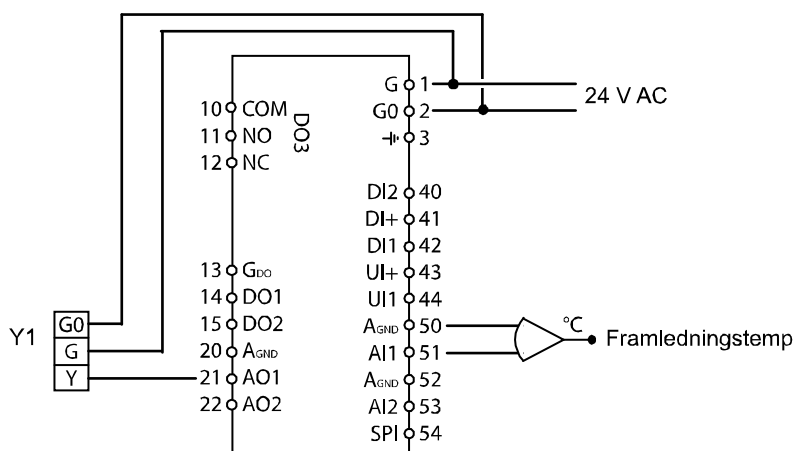 G 1
G0 2
24 V AC
3
10 COM
11 NO
12 NC
DO3
DI2 40
DI+ 41
DI1 42
UI+ 43
UI1 44
AGND 50
AI1 51
AGND 52
AI2 53
SPI 54
13 GDO
14 DO1
15 DO2
20 AGND
21 AO1
22 AO2
Y1
G0
G
Y
°C
Framledningstemp